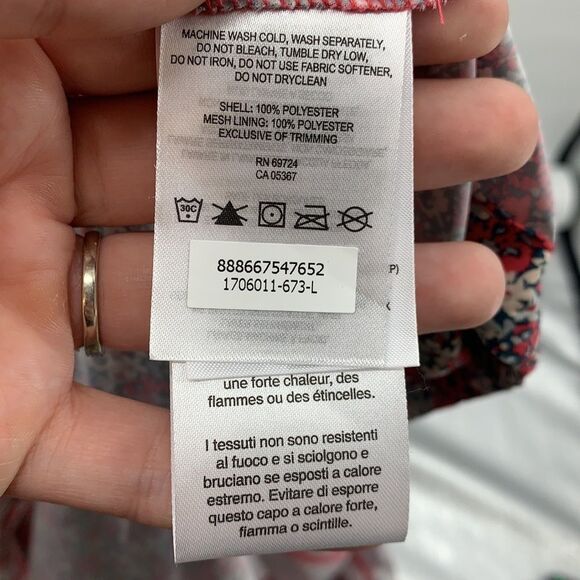 MACHINE WASH COLD, WASH SEPARATELY,
DO NOT BLEACH, TUMBLE DRY LOW,
DO NOT IRON, DO NOT USE FABRIC SOFTENER,
DO NOT DRYCLEAN
SHELL: 100% POLYESTER
MESH LINING: 100% POLYESTER
EXCLUSIVE OF TRIMMING
RN 69724
CA 05367
30C
888667547652
1706011-673-L
P)
une forte chaleur, des
flammes ou des étincelles.
I tessuti non sono resistenti
al fuoco e si sciolgono e
bruciano se esposti a calore
estremo. Evitare di esporre
questo capo a calore forte,
fiamma o scintille.